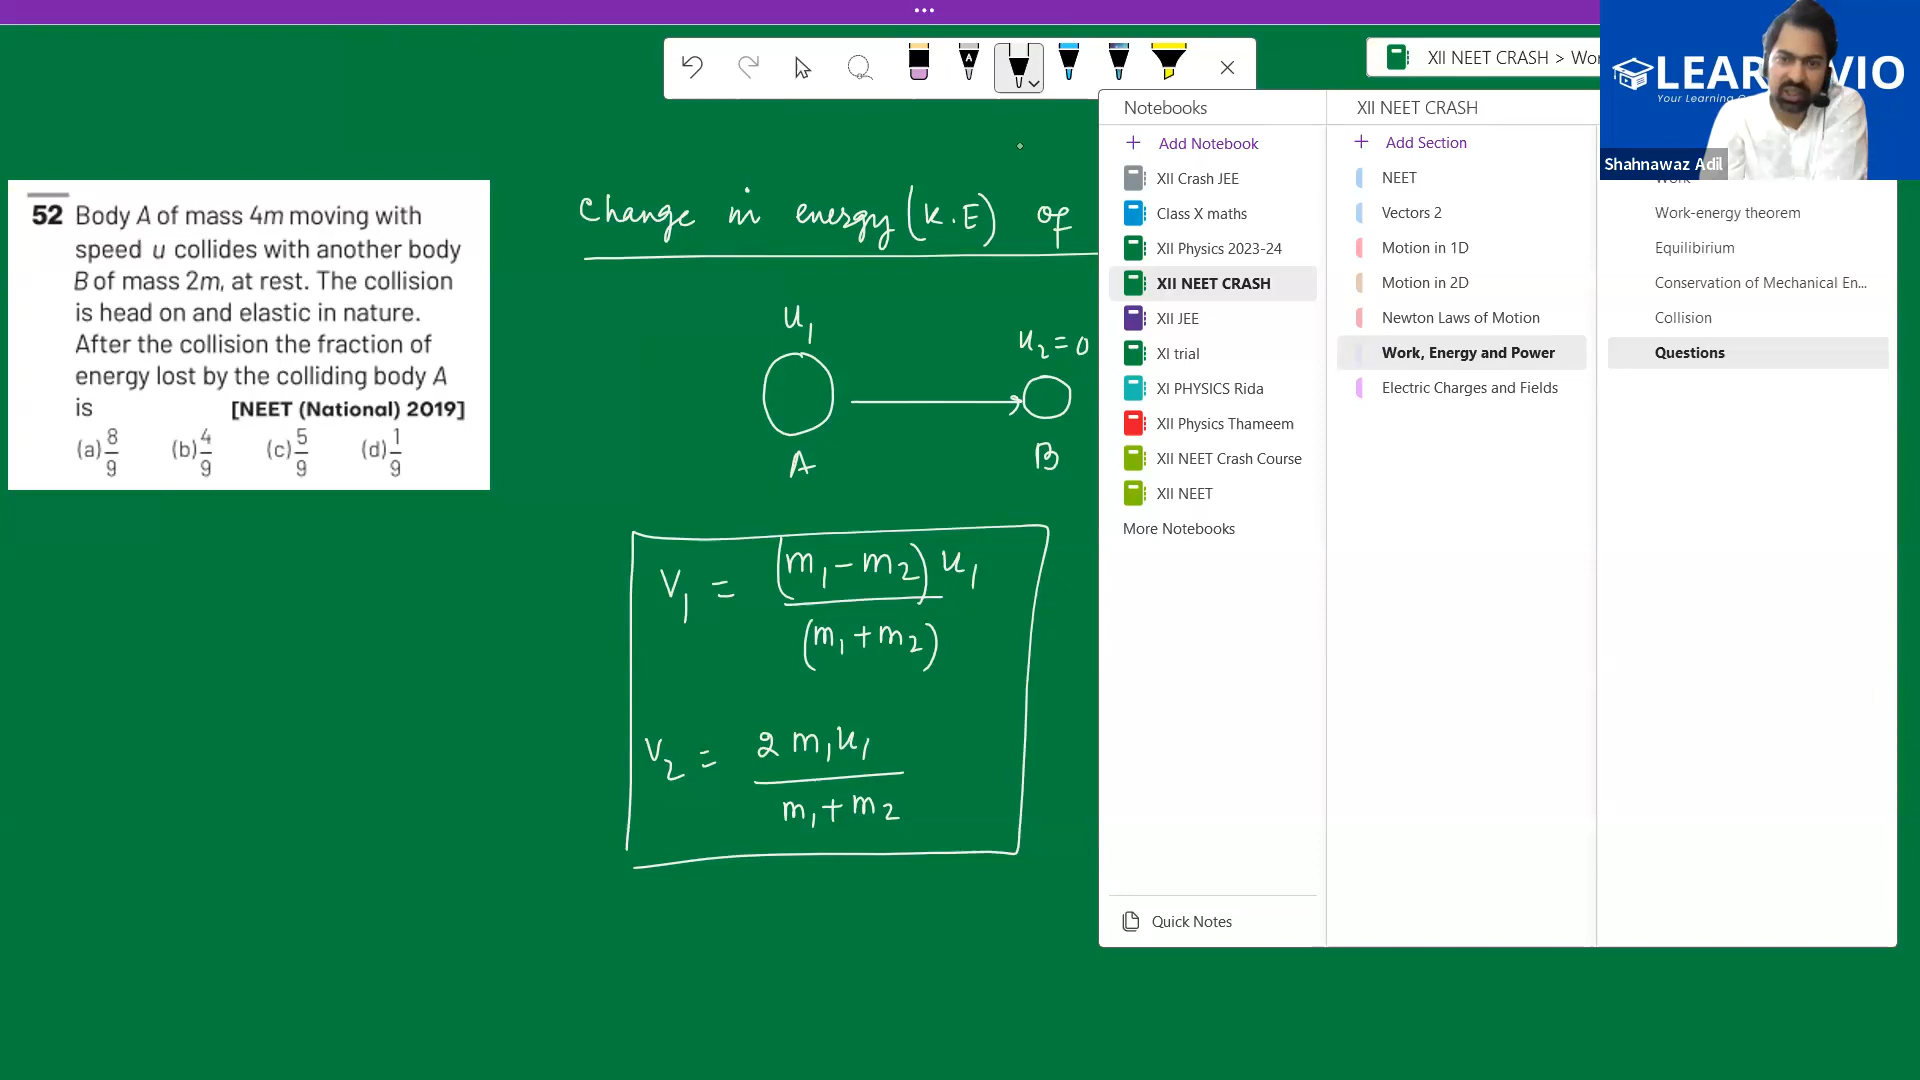 XII NEET CRASH > Wor
LEAR VIO
Your Learning
Shahnawaz Adil
52 Body A of mass 4m moving with
speed u collides with another body
B of mass 2m, at rest. The collision
is head on and elastic in nature.
After the collision the fraction of
energy lost by the colliding body A
is [NEET (National) 2019]
(a) 8/9 (b) 4/9 (c) 5/9 (d) 1/9
Change in energy (K.E) of
u₁
u₂ = 0
A
B
v₁ = (m₁ - m₂) u₁ / (m₁ + m₂)
v₂ = 2 m₁u₁ / m₁ + m₂
Notebooks
+ Add Notebook
XII Crash JEE
Class X maths
XII Physics 2023-24
XII NEET CRASH
XII JEE
XI trial
XI PHYSICS Rida
XII Physics Thameem
XII NEET Crash Course
XII NEET
More Notebooks
Quick Notes
XII NEET CRASH
+ Add Section
NEET
Vectors 2
Motion in 1D
Motion in 2D
Newton Laws of Motion
Work, Energy and Power
Electric Charges and Fields
Work
Work-energy theorem
Equilibirium
Conservation of Mechanical En...
Collision
Questions